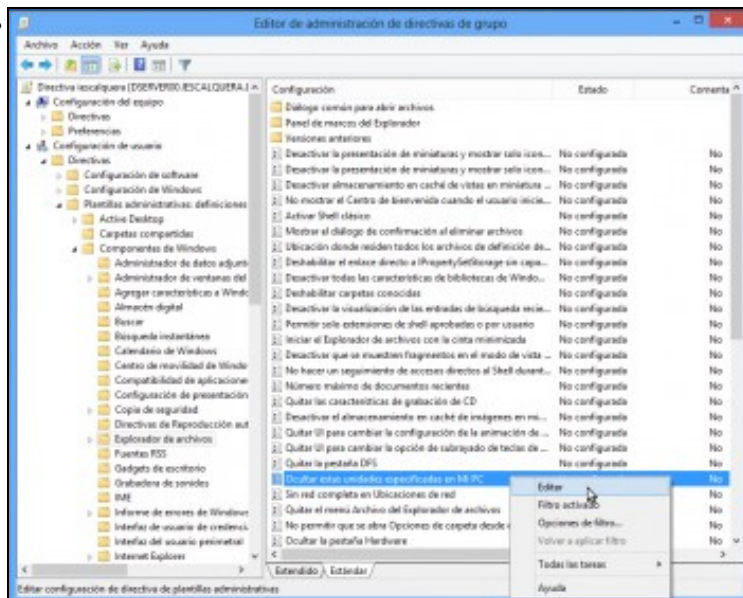 Editor de administración de directivas de grupo
Archivo Acción Ver Ayuda
Directiva iescalquera [DSERVER00.IESCALQUERA.L
Configuración del equipo
Directivas
Preferencias
Configuración de usuario
Directivas
Configuración de software
Configuración de Windows
Plantillas administrativas: definiciones
Active Desktop
Carpetas compartidas
Componentes de Windows
Administrador de datos adjunt
Administrador de ventanas del
Agregar características a Windo
Almacén digital
Buscar
Búsqueda instantánea
Calendario de Windows
Centro de movilidad de Windo
Compatibilidad de aplicacione
Configuración de presentación
Copia de seguridad
Directivas de Reproducción aut
Explorador de archivos
Fuentes RSS
Gadgets de escritorio
Grabadora de sonidos
IME
Informe de errores de Windows
Interfaz de usuario de credenci
Interfaz del usuario perimetral
Internet Explorer
Configuración Estado Comenta
Diálogo común para abrir archivos
Panel de marcos del Explorador
Versiones anteriores
Desactivar la presentación de miniaturas y mostrar solo icon... No configurada No
Desactivar la presentación de miniaturas y mostrar solo icon... No configurada No
Desactivar almacenamiento en caché de vistas en miniatura ... No configurada No
No mostrar el Centro de bienvenida cuando el usuario inicie... No configurada No
Activar Shell clásico No configurada No
Mostrar el diálogo de confirmación al eliminar archivos No configurada No
Ubicación donde residen todos los archivos de definición de... No configurada No
Deshabilitar el enlace directo a IPropertySetStorage sin capa... No configurada No
Desactivar todas las características de bibliotecas de Windo... No configurada No
Deshabilitar carpetas conocidas No configurada No
Desactivar la visualización de las entradas de búsqueda recie... No configurada No
Permitir solo extensiones de shell aprobadas o por usuario No configurada No
Iniciar el Explorador de archivos con la cinta minimizada No configurada No
Desactivar que se muestren fragmentos en el modo de vista ... No configurada No
No hacer un seguimiento de accesos directos al Shell durant... No configurada No
Número máximo de documentos recientes No configurada No
Quitar las características de grabación de CD No configurada No
Desactivar el almacenamiento en caché de imágenes en mi... No configurada No
Quitar UI para cambiar la configuración de la animación de ... No configurada No
Quitar UI para cambiar la opción de subrayado de teclas de ... No configurada No
Quitar la pestaña DFS No configurada No
Ocultar estas unidades especificadas en Mi PC No
Sin red completa en Ubicaciones de red No
Quitar el menú Archivo del Explorador de archivos No
No permitir que se abra Opciones de carpeta desde No
Ocultar la pestaña Hardware No
Editar
Filtro activado
Opciones de filtro...
Volver a aplicar filtro
Todas las tareas
Ayuda
Extendido Estándar
Editar configuración de directiva de plantillas administrativas